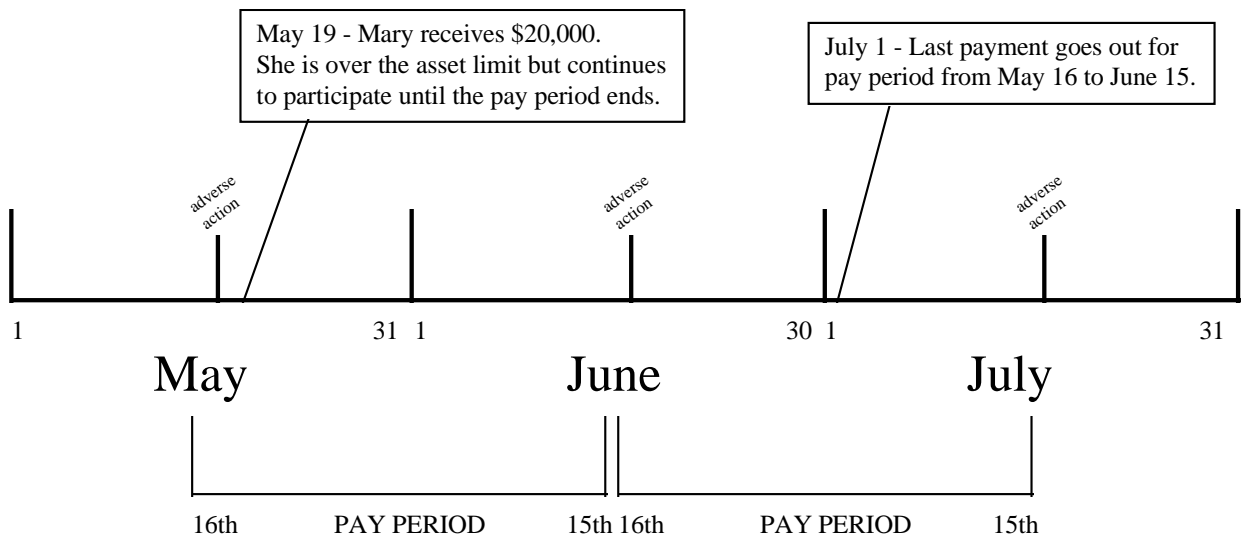 May 19 - Mary receives $20,000.
She is over the asset limit but continues
to participate until the pay period ends.
July 1 - Last payment goes out for
pay period from May 16 to June 15.
adverse
action
adverse
action
adverse
action
1 31 1 30 1 31
May June July
16th PAY PERIOD 15th 16th PAY PERIOD 15th